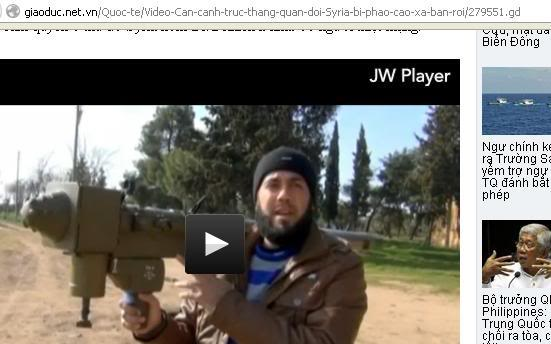 giaoduc.net.vn/Quoc-te/Video-Can-canh-truc-thang-quan-doi-Syria-bi-phao-cao-xa-ban-roi/279551.gd
JW Player
Biển Đông
Ngư chính k
ra Trường S
yểm trợ ngư
TQ đánh bắt
phép
Bộ trưởng Q
Philippines:
Trung Quốc t
chối ra tòa, c